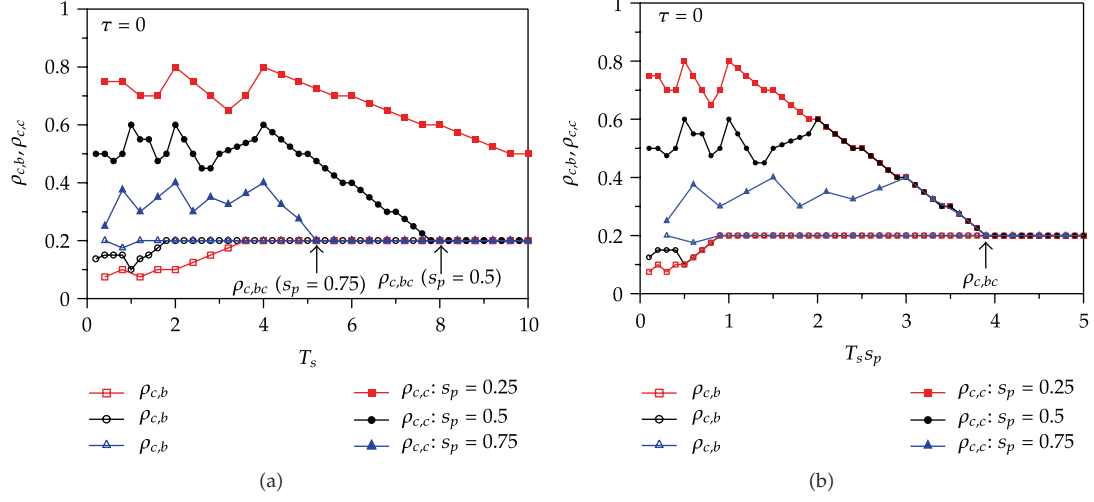 τ = 0
1
0.8
0.6
0.4
0.2
0
ρc,b, ρc,c
ρc,bc (sp = 0.75)
ρc,bc (sp = 0.5)
0 2 4 6 8 10
Ts
ρc,b ρc,c: sp = 0.25
ρc,b ρc,c: sp = 0.5
ρc,b ρc,c: sp = 0.75
(a)
τ = 0
1
0.8
0.6
0.4
0.2
0
ρc,b, ρc,c
ρc,bc
0 1 2 3 4 5
Tssp
ρc,b ρc,c: sp = 0.25
ρc,b ρc,c: sp = 0.5
ρc,b ρc,c: sp = 0.75
(b)